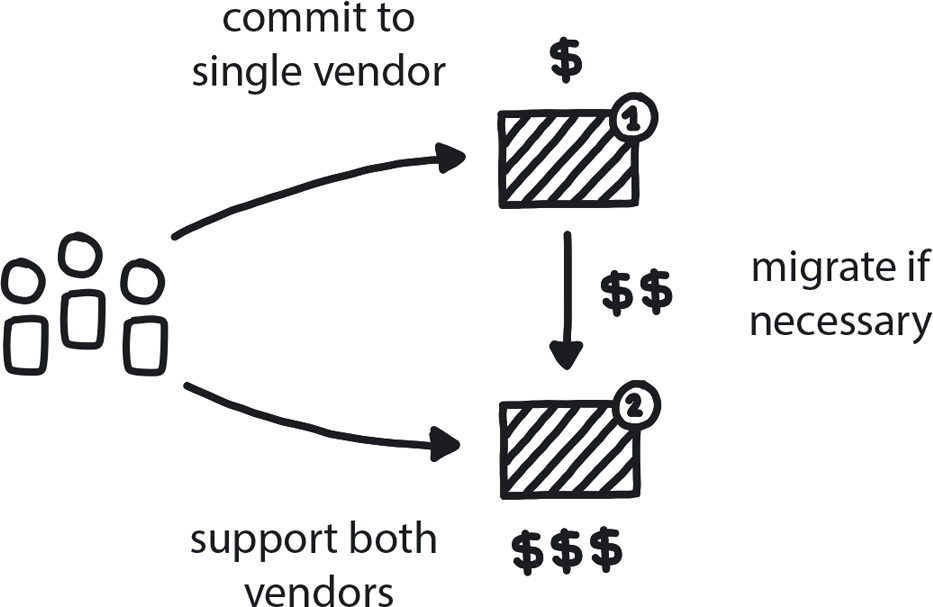 commit to
single vendor
$
1
$$
migrate if
necessary
2
support both
vendors
$$$